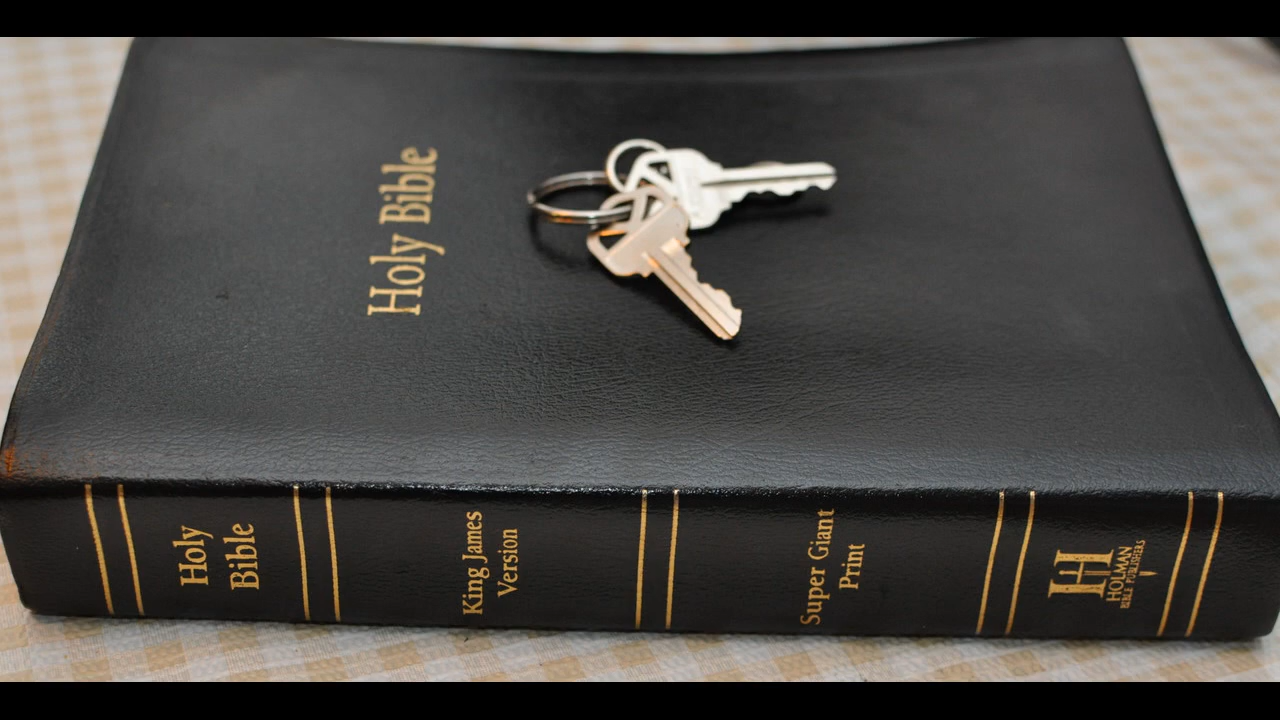 Holy Bible
Holy
Bible
King James
Version
Super Giant
Print
H
HOLMAN
BIBLE PUBLISHERS